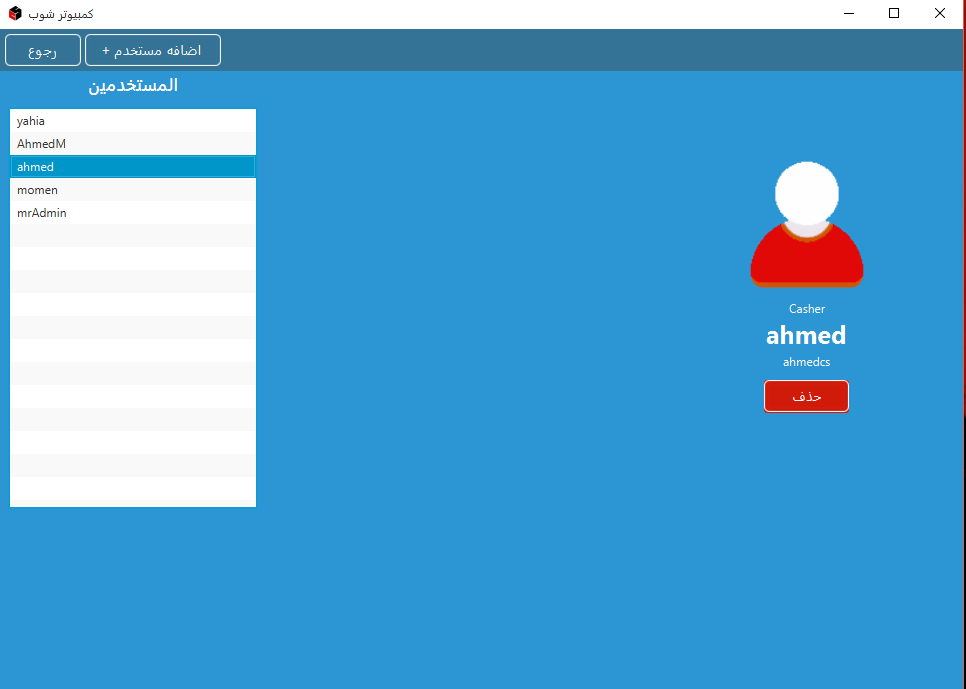 كمبيوتر شوب
رجوع
اضافه مستخدم +
المستخدمين
yahia
AhmedM
ahmed
momen
mrAdmin
Casher
ahmed
ahmedcs
حذف